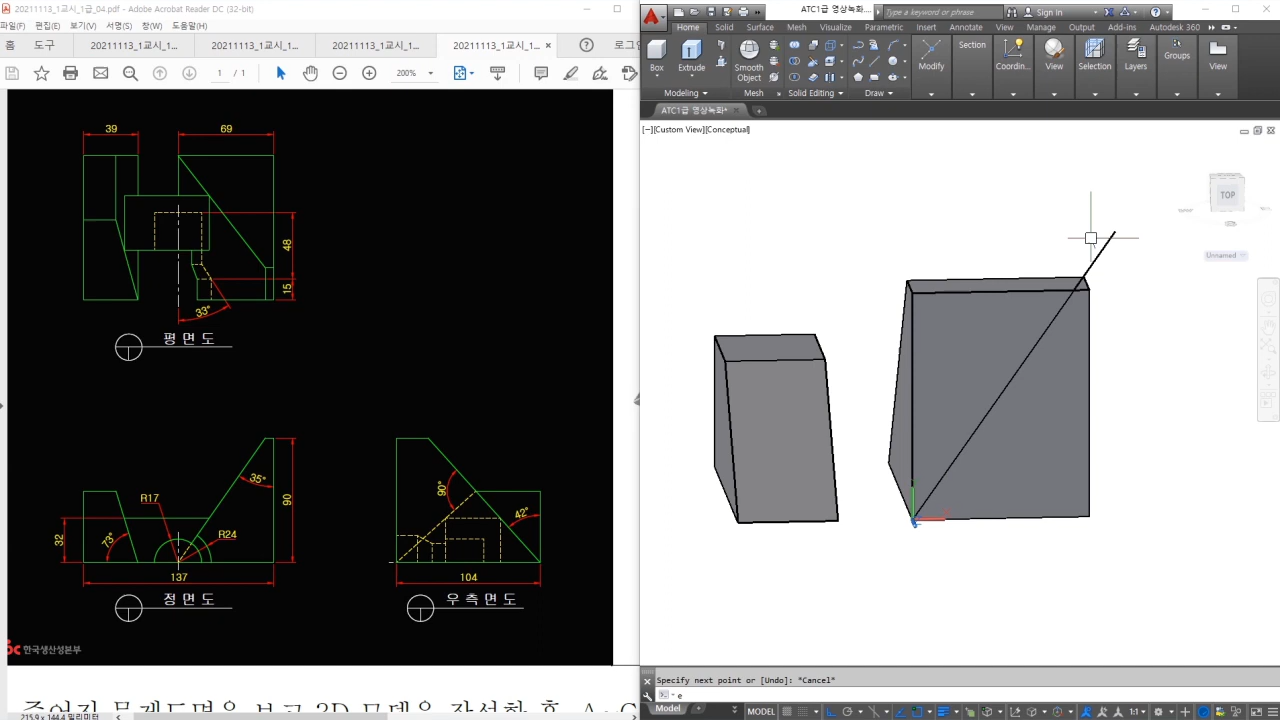 20211113_1교시_1급_04.pdf - Adobe Acrobat Reader DC (32-bit)
편집(E) 보기(V) 서명(S) 창(W) 도움말(H)
홈 도구 20211113_1교시_1... 20211113_1교시_1... 20211113_1교시_1... 20211113_1교시_1... × 로그인
1 / 1 200%
39 69
48
15
33°
평면도
R17 35° 90
32 73° R24
137
정면도
90° 42°
104
우측면도
한국생산성본부
215.9 x 144.4 밀리미터
ATC1급 영상녹화... Type a keyword or phrase Sign In
Home Solid Surface Mesh Visualize Parametric Insert Annotate View Manage Output Add-ins Autodesk 360
Box Extrude Smooth Object Modify Section Coordin... View Selection Layers Groups View
Modeling Mesh Solid Editing Draw
ATC1급 영상녹화*
[−][Custom View][Conceptual]
TOP
Unnamed
Specify next point or [Undo]: *Cancel*
e
Model MODEL 1:1